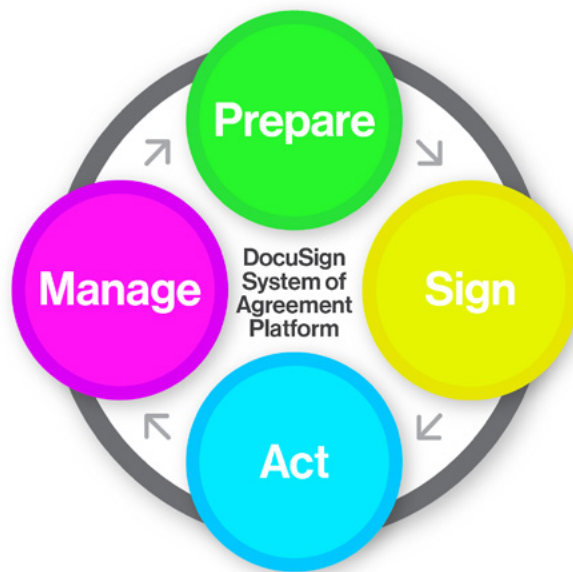 Prepare
Manage
DocuSign
System of
Agreement
Platform
Sign
Act